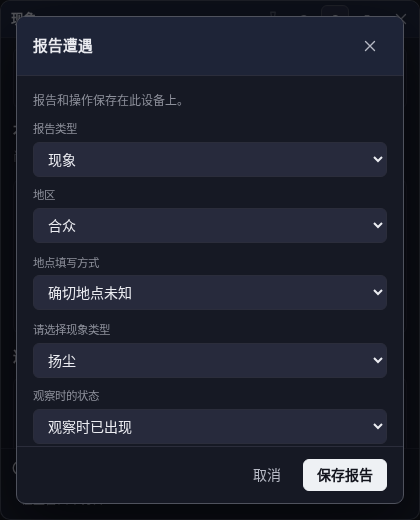 报告遭遇
报告和操作保存在此设备上。
报告类型
现象
地区
合众
地点填写方式
确切地点未知
请选择现象类型
扬尘
观察时的状态
观察时已出现
取消
保存报告